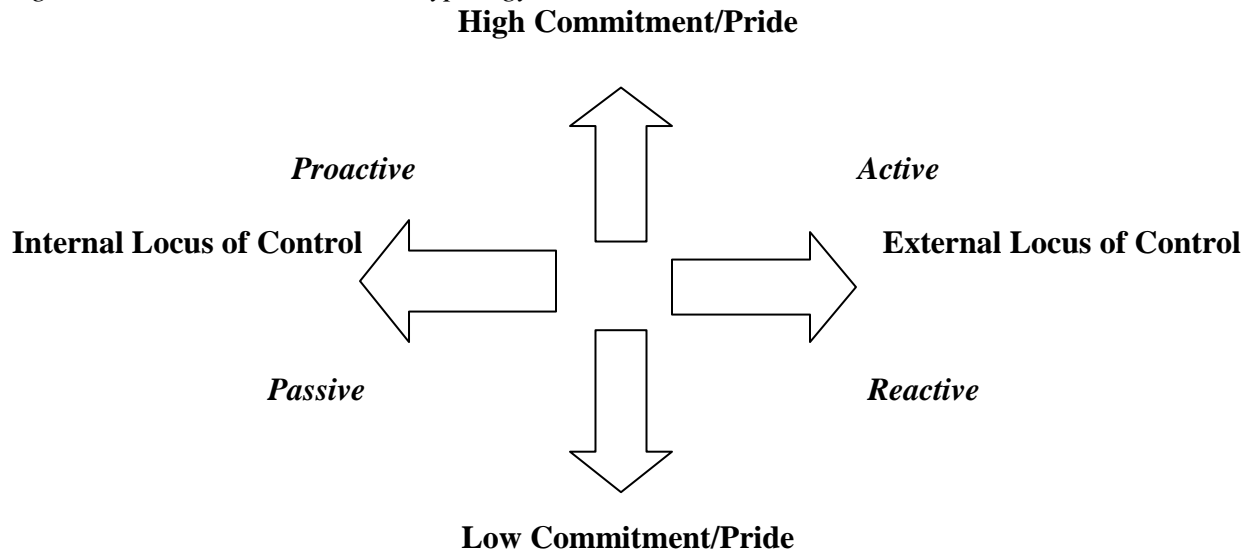 High Commitment/Pride
Proactive Active
Internal Locus of Control External Locus of Control
Passive Reactive
Low Commitment/Pride